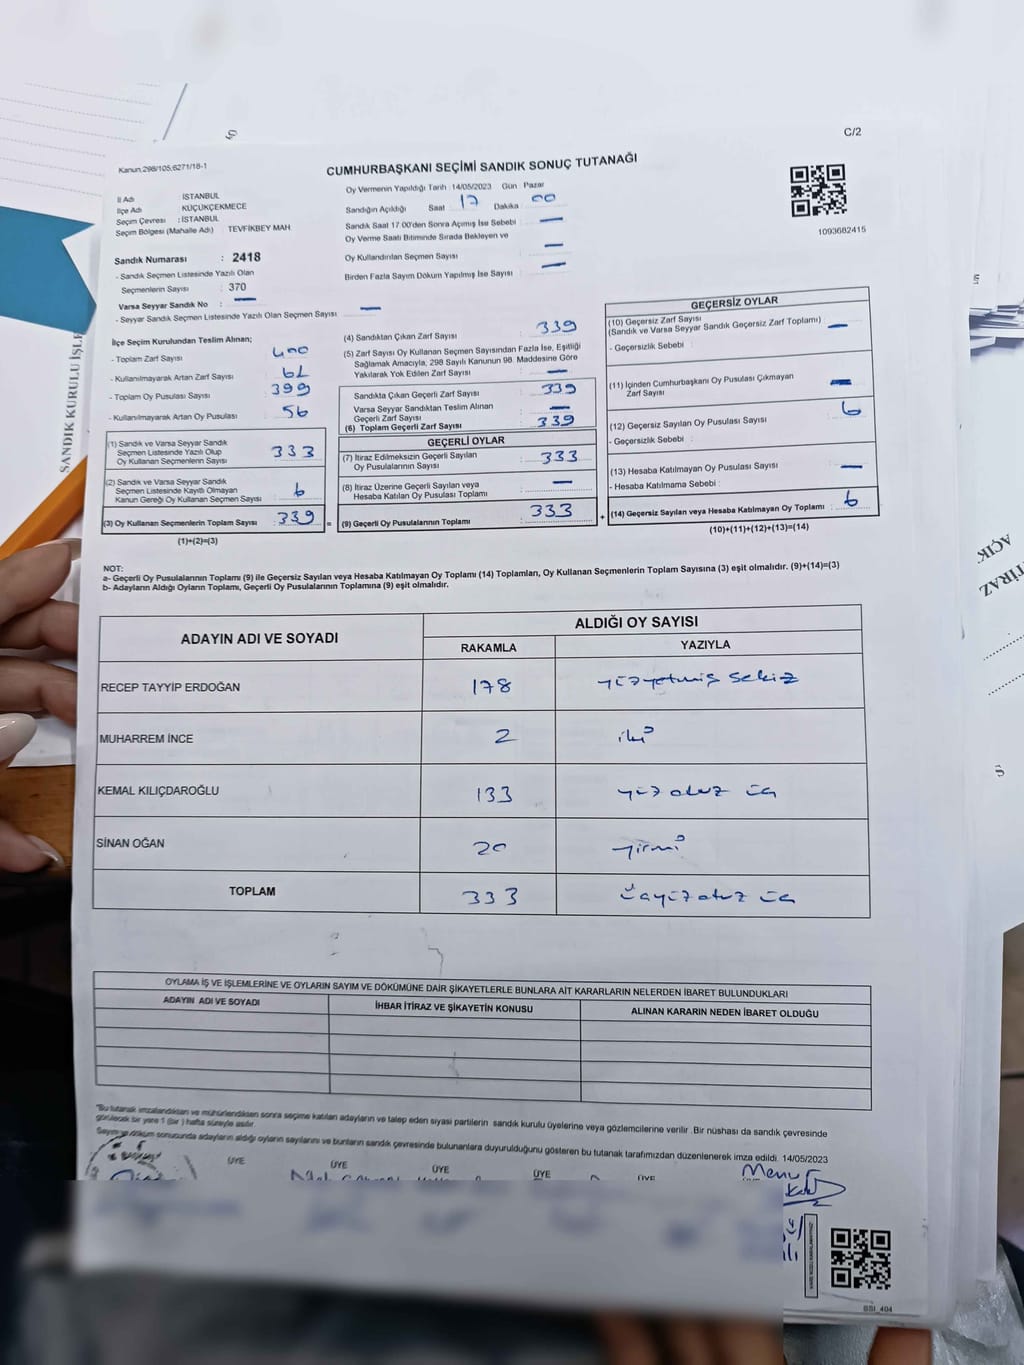 C/2
Kanun.298/105,6271/18-1
CUMHURBAŞKANI SEÇİMİ SANDIK SONUÇ TUTANAĞI
İl Adı İSTANBUL
İlçe Adı KÜÇÜKÇEKMECE
Seçim Çevresi : İSTANBUL
Seçim Bölgesi (Mahalle Adı) TEVFİKBEY MAH
Oy Vermenin Yapıldığı Tarih :14/05/2023 Gün Pazar
Sandığın Açıldığı Saat 17 Dakika 00
Sandık Saat 17.00'den Sonra Açılmış İse Sebebi : —
Oy Verme Saati Bitiminde Sırada Bekleyen ve
Oy Kullandırılan Seçmen Sayısı : —
Birden Fazla Sayım Döküm Yapılmış İse Sayısı : —
1093682415
Sandık Numarası : 2418
- Sandık Seçmen Listesinde Yazılı Olan
Seçmenlerin Sayısı : 370
Varsa Seyyar Sandık No : —
- Seyyar Sandık Seçmen Listesinde Yazılı Olan Seçmen Sayısı : —
İlçe Seçim Kurulundan Teslim Alınan;
- Toplam Zarf Sayısı : 400
- Kullanılmayarak Artan Zarf Sayısı : 61
- Toplam Oy Pusulası Sayısı : 399
- Kullanılmayarak Artan Oy Pusulası : 56
(1) Sandık ve Varsa Seyyar Sandık
Seçmen Listesinde Yazılı Olup
Oy Kullanan Seçmenlerin Sayısı : 333
(2) Sandık ve Varsa Seyyar Sandık
Seçmen Listesinde Kayıtlı Olmayan
Kanun Gereği Oy Kullanan Seçmen Sayısı : 6
(3) Oy Kullanan Seçmenlerin Toplam Sayısı : 339 =
(1)+(2)=(3)
(4) Sandıktan Çıkan Zarf Sayısı : 339
(5) Zarf Sayısı Oy Kullanan Seçmen Sayısından Fazla İse, Eşitliği
Sağlamak Amacıyla, 298 Sayılı Kanunun 98. Maddesine Göre
Yakılarak Yok Edilen Zarf Sayısı : —
Sandıkta Çıkan Geçerli Zarf Sayısı : 339
Varsa Seyyar Sandıktan Teslim Alınan
Geçerli Zarf Sayısı : —
(6) Toplam Geçerli Zarf Sayısı : 339
GEÇERLİ OYLAR
(7) İtiraz Edilmeksizin Geçerli Sayılan
Oy Pusulalarının Sayısı : 333
(8) İtiraz Üzerine Geçerli Sayılan veya
Hesaba Katılan Oy Pusulası Toplamı : —
(9) Geçerli Oy Pusulalarının Toplamı : 333 +
GEÇERSİZ OYLAR
(10) Geçersiz Zarf Sayısı
(Sandık ve Varsa Seyyar Sandık Geçersiz Zarf Toplamı) : —
- Geçersizlik Sebebi :
(11) İçinden Cumhurbaşkanı Oy Pusulası Çıkmayan
Zarf Sayısı : —
(12) Geçersiz Sayılan Oy Pusulası Sayısı : 6
- Geçersizlik Sebebi :
(13) Hesaba Katılmayan Oy Pusulası Sayısı : —
- Hesaba Katılmama Sebebi :
(14) Geçersiz Sayılan veya Hesaba Katılmayan Oy Toplamı : 6
(10)+(11)+(12)+(13)=(14)
NOT:
a- Geçerli Oy Pusulalarının Toplamı (9) ile Geçersiz Sayılan veya Hesaba Katılmayan Oy Toplamı (14) Toplamları, Oy Kullanan Seçmenlerin Toplam Sayısına (3) eşit olmalıdır. (9)+(14)=(3)
b- Adayların Aldığı Oyların Toplamı, Geçerli Oy Pusulalarının Toplamına (9) eşit olmalıdır.
ADAYIN ADI VE SOYADI ALDIĞI OY SAYISI
RAKAMLA YAZIYLA
RECEP TAYYİP ERDOĞAN 178 yüzyetmiş sekiz
MUHARREM İNCE 2 iki
KEMAL KILIÇDAROĞLU 133 yüz otuz üç
SİNAN OĞAN 20 yirmi
TOPLAM 333 üçyüz otuz üç
OYLAMA İŞ VE İŞLEMLERİNE VE OYLARIN SAYIM VE DÖKÜMÜNE DAİR ŞİKAYETLERLE BUNLARA AİT KARARLARIN NELERDEN İBARET BULUNDUKLARI
ADAYIN ADI VE SOYADI İHBAR İTİRAZ VE ŞİKAYETİN KONUSU ALINAN KARARIN NEDEN İBARET OLDUĞU
"Bu tutanak imzalandıktan ve mühürlendikten sonra seçime katılan adayların ve talep eden siyasi partilerin sandık kurulu üyelerine veya gözlemcilerine verilir .Bir nüshası da sandık çevresinde
görülecek bir yere 1 (bir ) hafta süreyle asılır.
Sayım ve döküm sonucunda adayların aldığı oyların sayılarını ve bunların sandık çevresinde bulunanlara duyurulduğunu gösteren bu tutanak tarafımızdan düzenlenerek imza edildi. 14/05/2023
ÜYE ÜYE ÜYE ÜYE ÜYE
BSI_404
SANDIK KURULU İŞLE
AÇIK